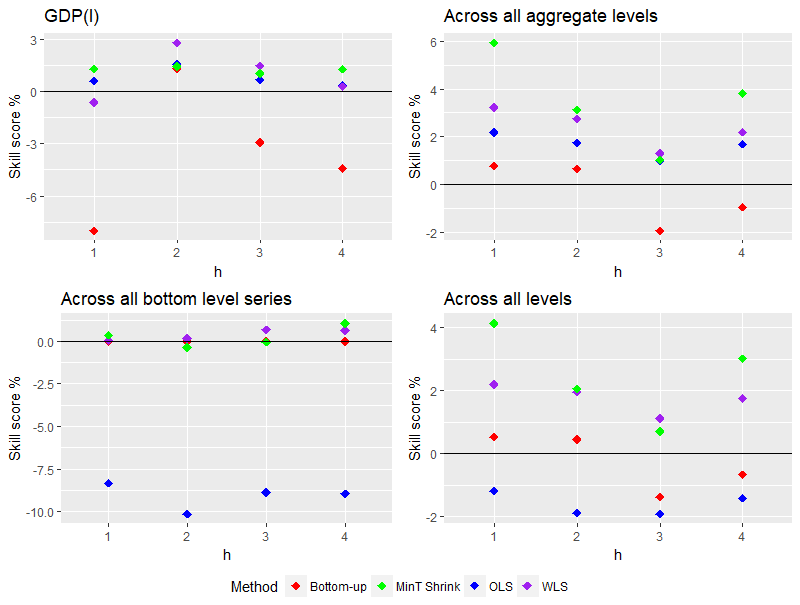 GDP(I)
Skill score %
3
0
-3
-6
1 2 3 4
h
Across all aggregate levels
Skill score %
6
4
2
0
-2
1 2 3 4
h
Across all bottom level series
Skill score %
0.0
-2.5
-5.0
-7.5
-10.0
1 2 3 4
h
Across all levels
Skill score %
4
2
0
-2
1 2 3 4
h
Method Bottom-up MinT Shrink OLS WLS